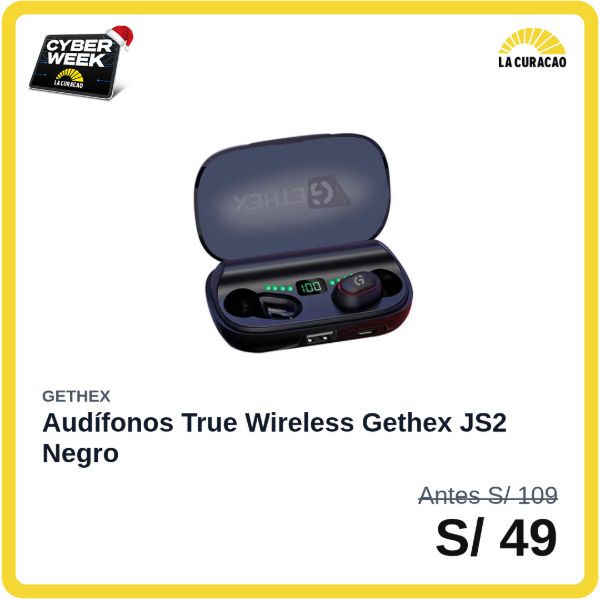 CYBER
WEEK
LA CURACAO
LA CURACAO
GETHEX
100
G
GETHEX
Audífonos True Wireless Gethex JS2
Negro
Antes S/ 109
S/ 49